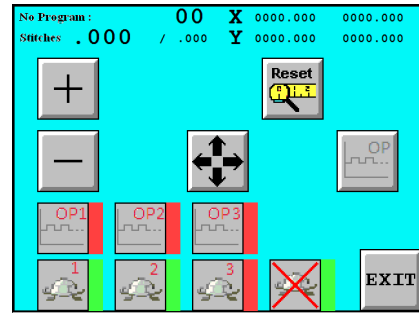 No Program : 00 X 0000.000 0000.000
Stitches .000 / .000 Y 0000.000 0000.000
+ Reset
− OP
OP1 OP2 OP3
1 2 3 EXIT